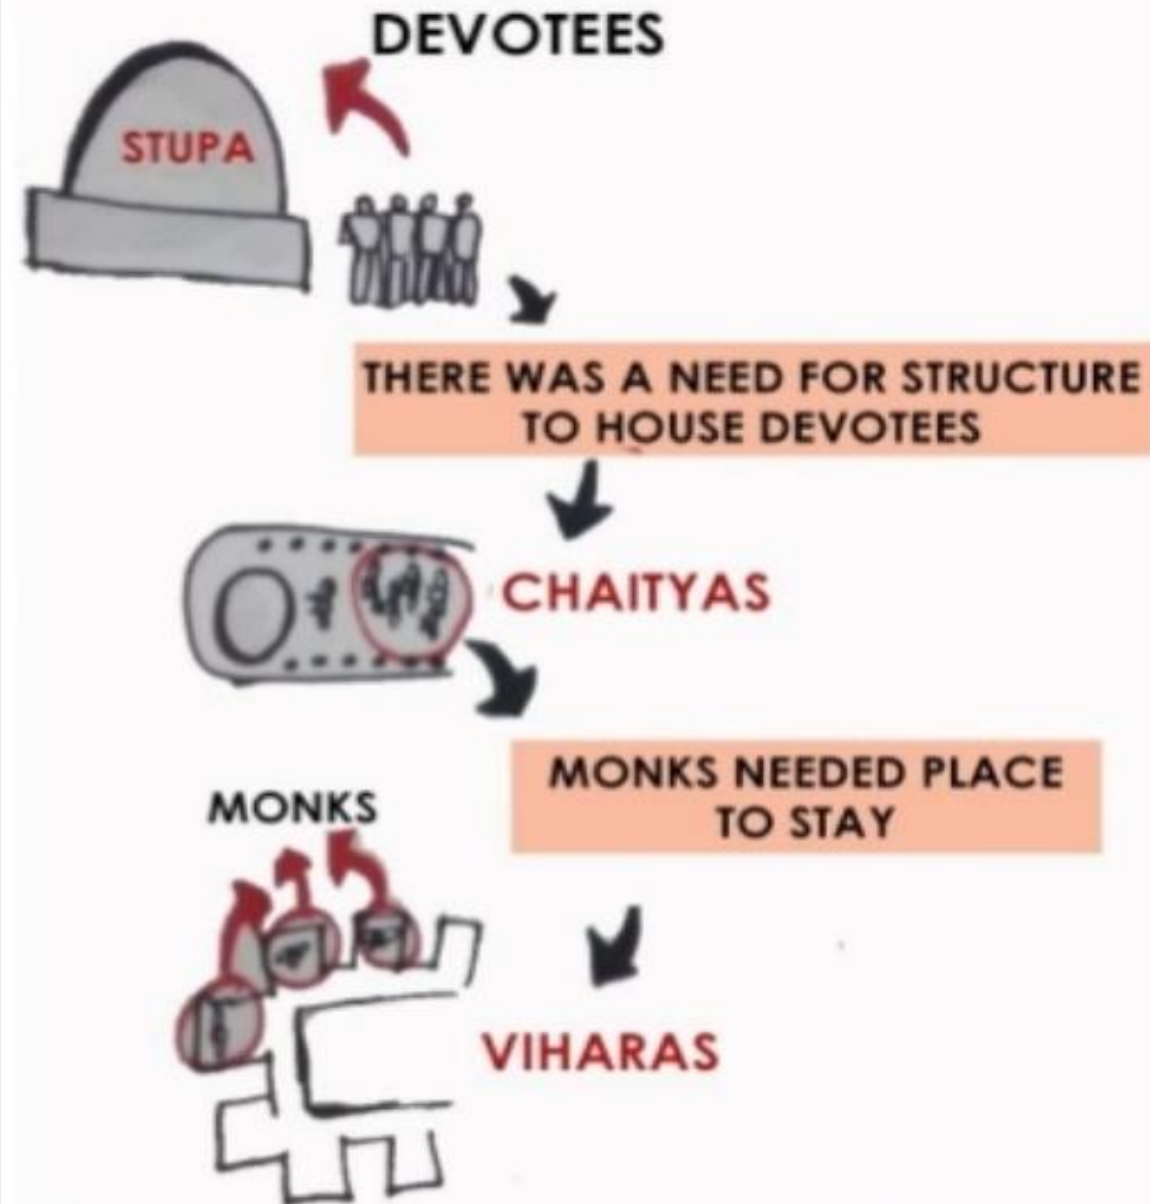 DEVOTEES
STUPA
THERE WAS A NEED FOR STRUCTURE
TO HOUSE DEVOTEES
CHAITYAS
MONKS NEEDED PLACE
TO STAY
MONKS
VIHARAS